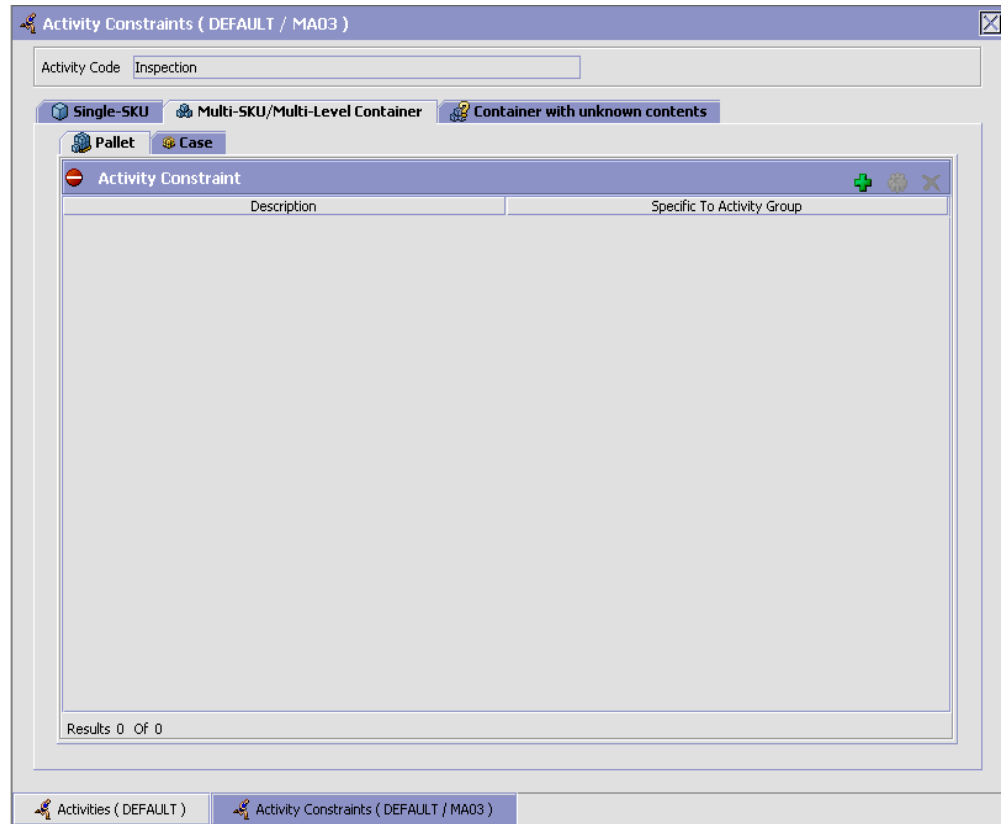 Activity Constraints ( DEFAULT / MA03 )
Activity Code Inspection
Single-SKU Multi-SKU/Multi-Level Container Container with unknown contents
Pallet Case
Activity Constraint
Description Specific To Activity Group
Results 0 Of 0
Activities ( DEFAULT ) Activity Constraints ( DEFAULT / MA03 )